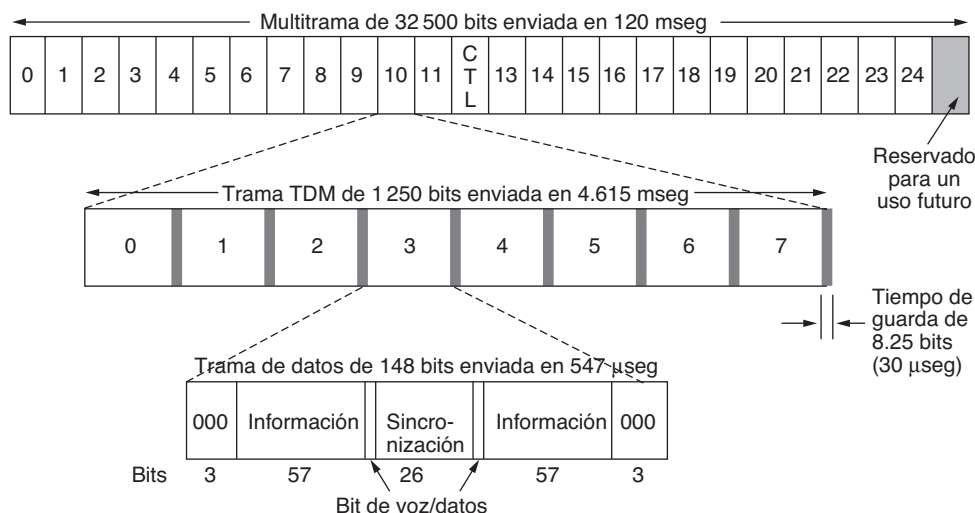 Multitrama de 32 500 bits enviada en 120 mseg
0 1 2 3 4 5 6 7 8 9 10 11 CTL 13 14 15 16 17 18 19 20 21 22 23 24
Reservado
para un
uso futuro
Trama TDM de 1 250 bits enviada en 4.615 mseg
0 1 2 3 4 5 6 7
Tiempo de
guarda de
8.25 bits
(30 μseg)
Trama de datos de 148 bits enviada en 547 μseg
000 Información Sincro-
nización Información 000
Bits 3 57 26 57 3
Bit de voz/datos